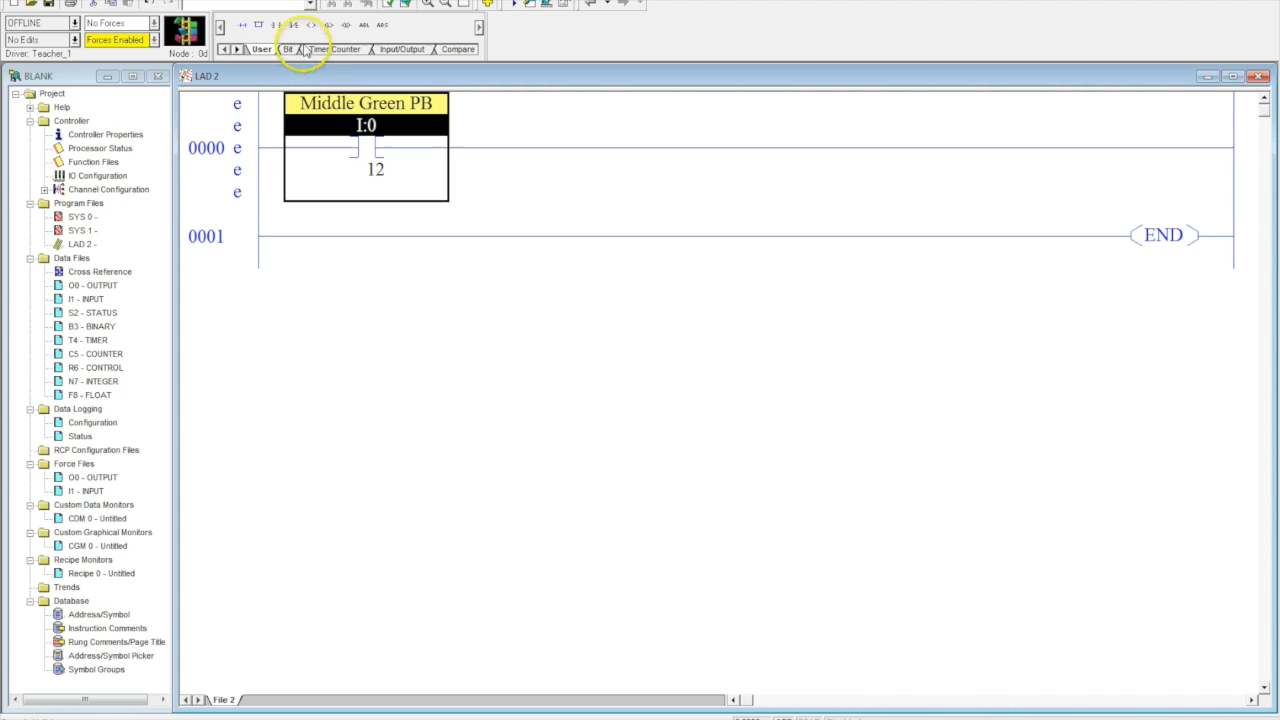 OFFLINE
No Forces
No Edits
Forces Enabled
Driver: Teacher_1
Node : 0d
ABL
ABS
User
Bit
Timer/Counter
Input/Output
Compare
BLANK
LAD 2
Project
Help
Controller
Controller Properties
Processor Status
Function Files
IO Configuration
Channel Configuration
Program Files
SYS 0 -
SYS 1 -
LAD 2 -
Data Files
Cross Reference
O0 - OUTPUT
I1 - INPUT
S2 - STATUS
B3 - BINARY
T4 - TIMER
C5 - COUNTER
R6 - CONTROL
N7 - INTEGER
F8 - FLOAT
Data Logging
Configuration
Status
RCP Configuration Files
Force Files
O0 - OUTPUT
I1 - INPUT
Custom Data Monitors
CDM 0 - Untitled
Custom Graphical Monitors
CGM 0 - Untitled
Recipe Monitors
Recipe 0 - Untitled
Trends
Database
Address/Symbol
Instruction Comments
Rung Comments/Page Title
Address/Symbol Picker
Symbol Groups
e Middle Green PB
e I:0
0000 e
e 12
e
0001 END
File 2